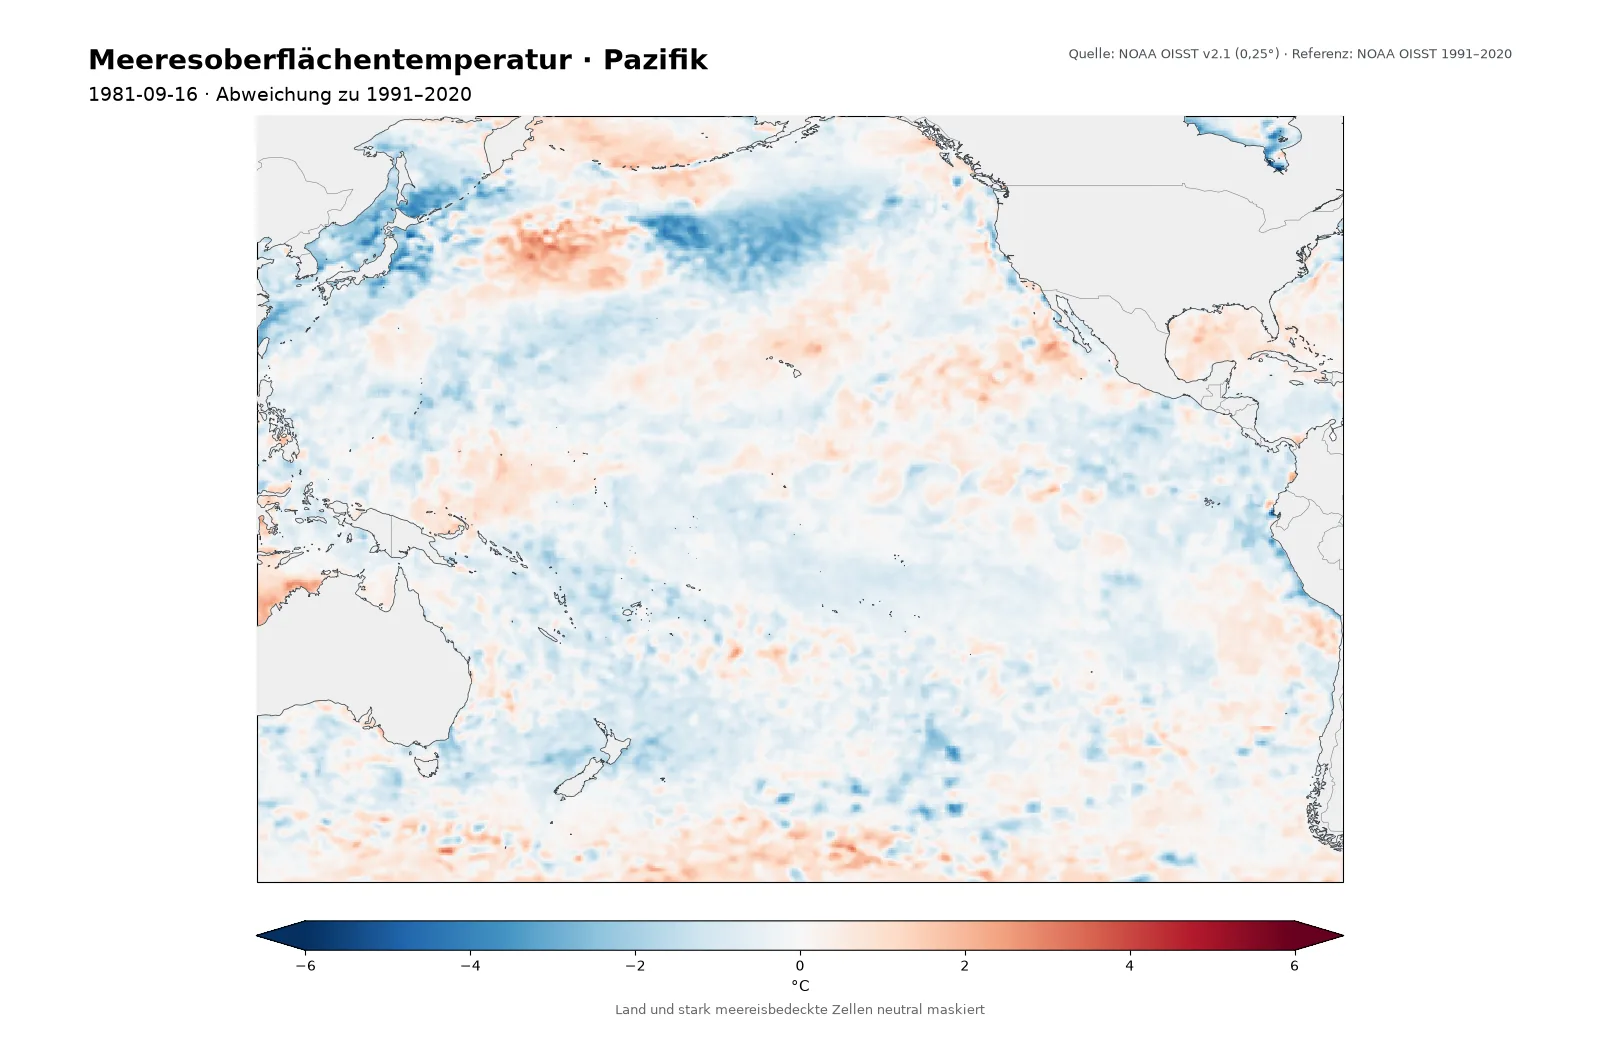 Meeresoberflächentemperatur · Pazifik
Quelle: NOAA OISST v2.1 (0,25°) · Referenz: NOAA OISST 1991–2020
1981-09-16 · Abweichung zu 1991–2020
−6 −4 −2 0 2 4 6
°C
Land und stark meereisbedeckte Zellen neutral maskiert